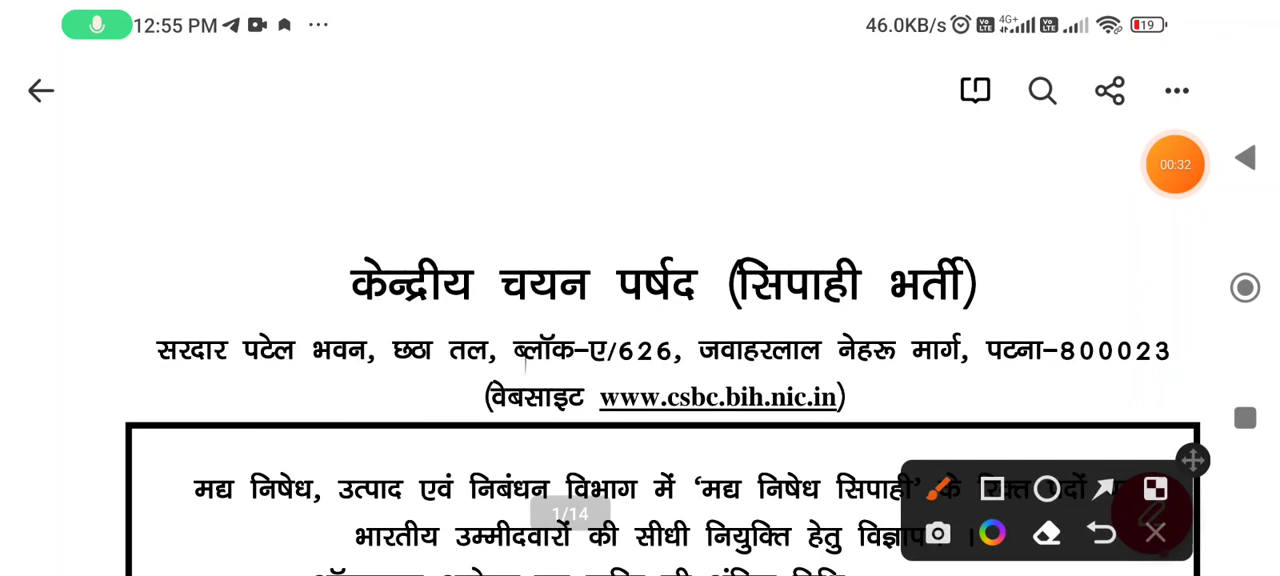 12:55 PM
46.0KB/s
4G+
19
00:32
केन्द्रीय चयन पर्षद (सिपाही भर्ती)
सरदार पटेल भवन, छठा तल, ब्लॉक-ए/626, जवाहरलाल नेहरू मार्ग, पटना-800023
(वेबसाइट www.csbc.bih.nic.in)
मद्य निषेध, उत्पाद एवं निबंधन विभाग में ‘मद्य निषेध सिपाही’ के रिक्त पदों
1/14
भारतीय उम्मीदवारों की सीधी नियुक्ति हेतु